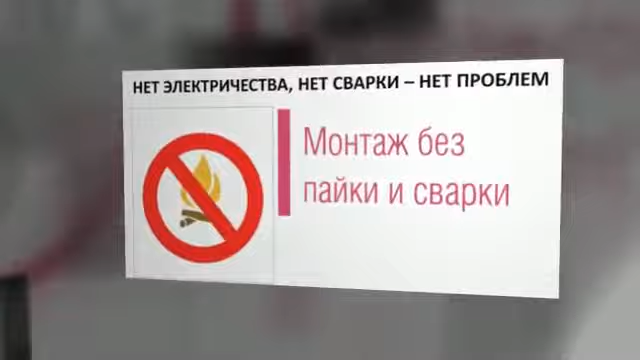 НЕТ ЭЛЕКТРИЧЕСТВА, НЕТ СВАРКИ – НЕТ ПРОБЛЕМ
Монтаж без
пайки и сварки